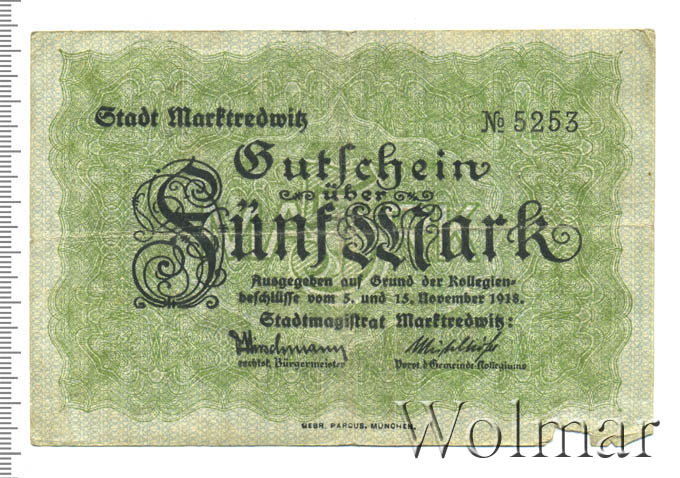 Stadt Marktredwitz
№ 5253
Gutschein
über
Fünf Mark
Ausgegeben auf Grund der Kollegien-
beschlüsse vom 5. und 15. November 1918.
Stadtmagistrat Marktredwitz:
rechtsk. Bürgermeister
Vorst. d. Gemeinde-Kollegiums
GEBR. PARCUS, MÜNCHEN.
Wolmar